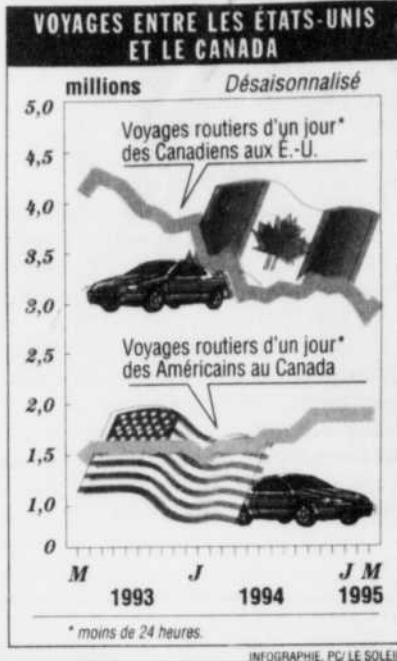 VOYAGES ENTRE LES ÉTATS-UNIS
ET LE CANADA
millions
Désaisonnalisé
5,0
4,5
4,0
3,5
3,0
2,5
2,0
1,5
1,0
0
Voyages routiers d'un jour*
des Canadiens aux É.-U.
Voyages routiers d'un jour*
des Américains au Canada
M J J M
1993 1994 1995
* moins de 24 heures.
INFOGRAPHIE, PC/ LE SOLEIL